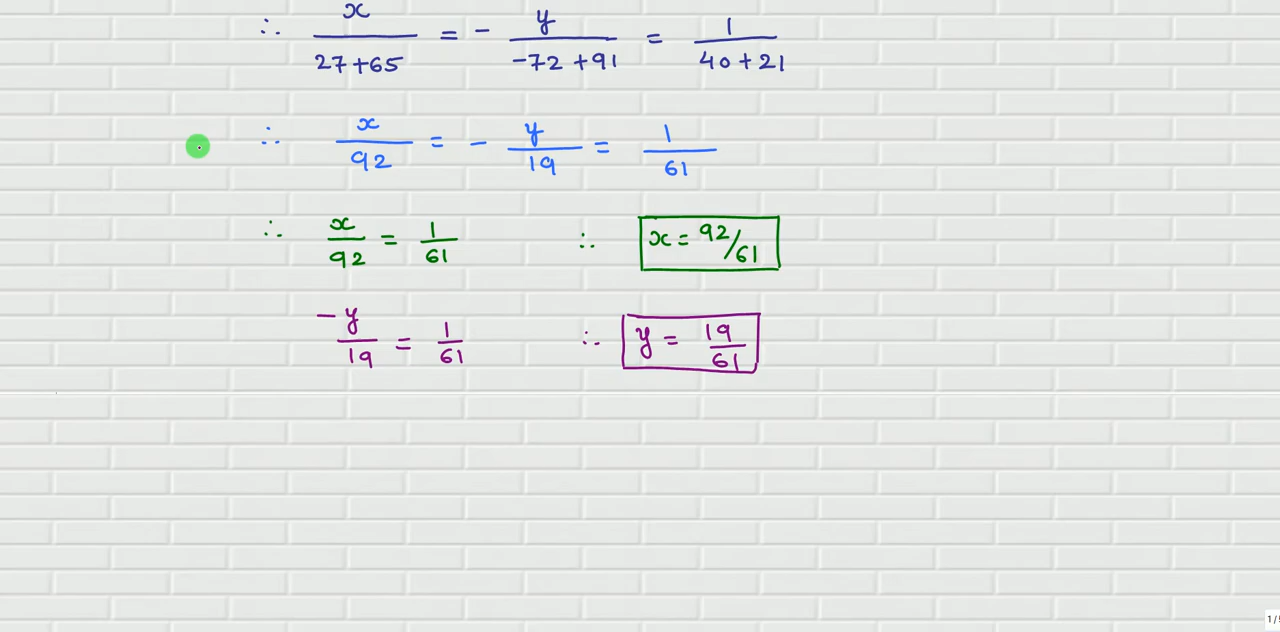 ∴ x/(27+65) = - y/(-72+91) = 1/(40+21)
∴ x/92 = - y/19 = 1/61
∴ x/92 = 1/61 ∴ x = 92/61
-y/19 = 1/61 ∴ y = 19/61